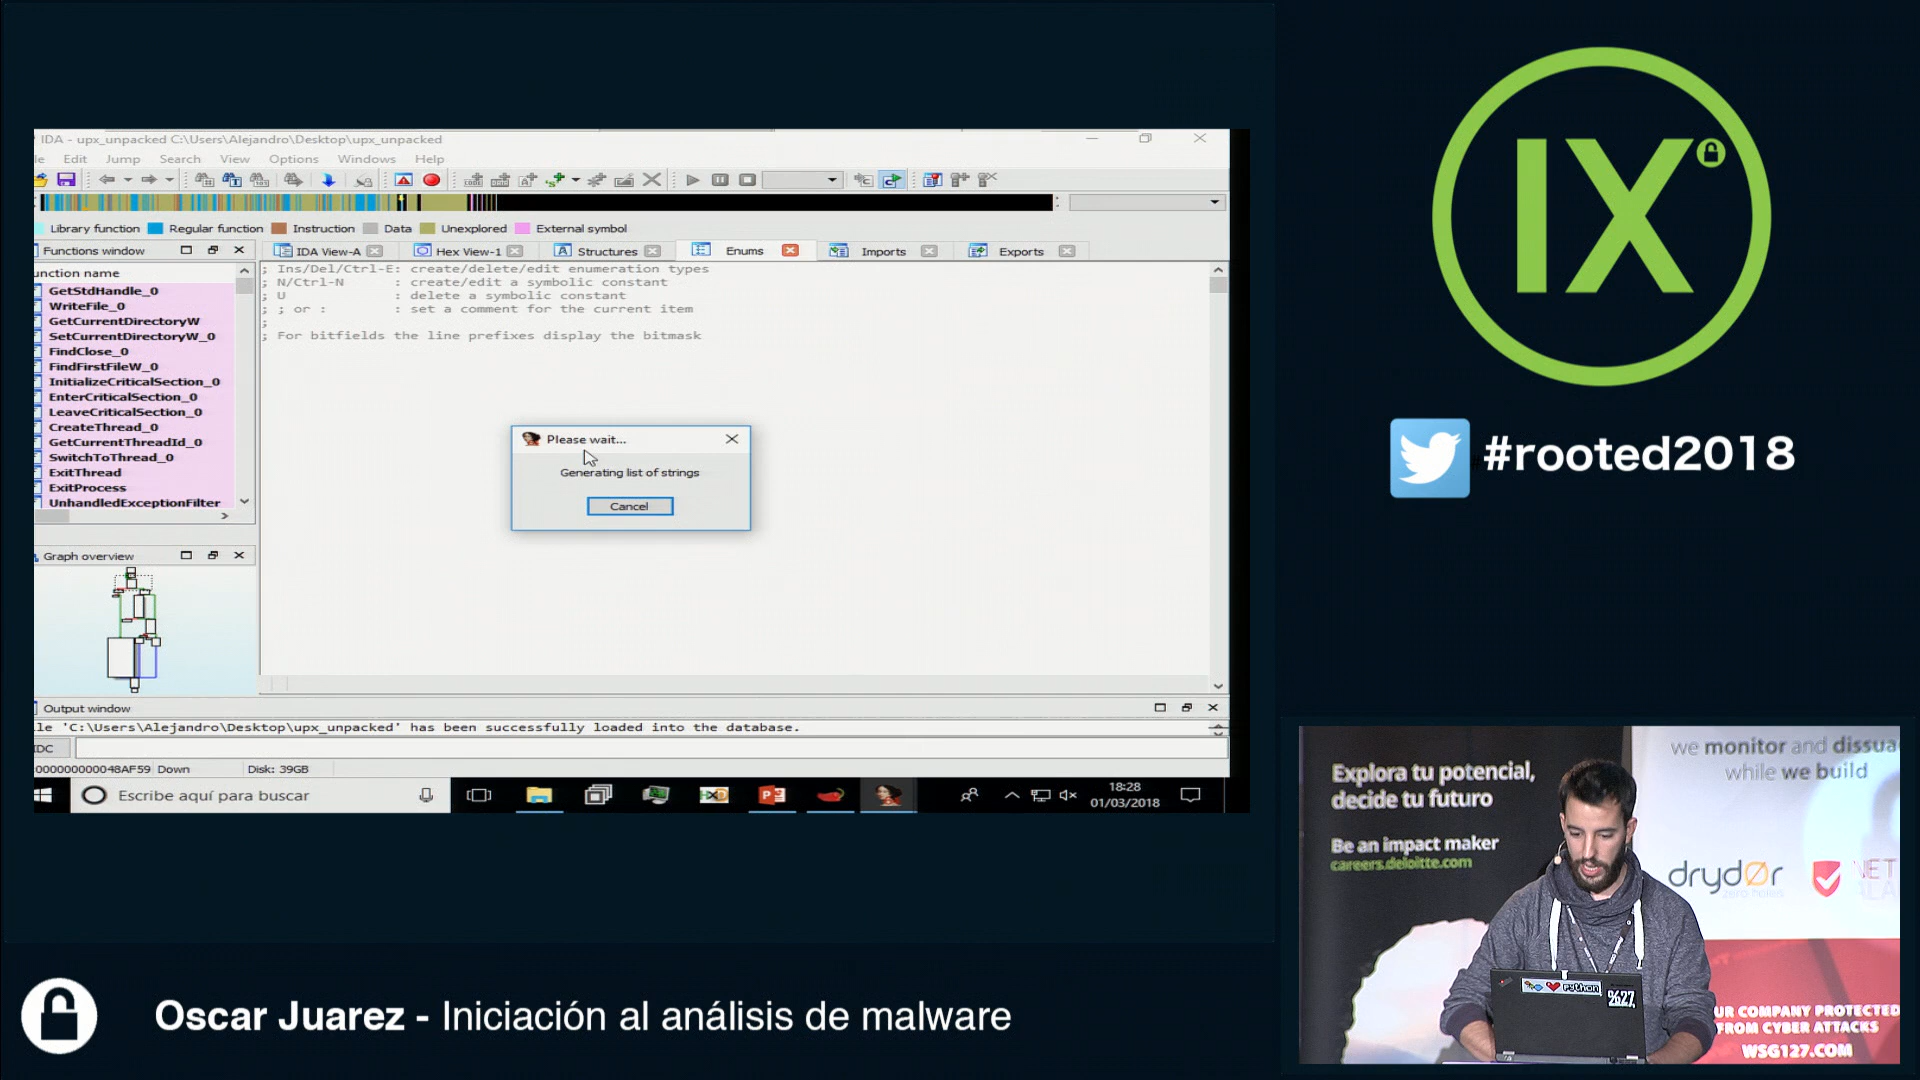 IDA - upx_unpacked C:\Users\Alejandro\Desktop\upx_unpacked
le Edit Jump Search View Options Windows Help
Library function Regular function Instruction Data Unexplored External symbol
Functions window
IDA View-A
Hex View-1
Structures
Enums
Imports
Exports
unction name
GetStdHandle_0
WriteFile_0
GetCurrentDirectoryW
SetCurrentDirectoryW_0
FindClose_0
FindFirstFileW_0
InitializeCriticalSection_0
EnterCriticalSection_0
LeaveCriticalSection_0
CreateThread_0
GetCurrentThreadId_0
SwitchToThread_0
ExitThread
ExitProcess
UnhandledExceptionFilter
; Ins/Del/Ctrl-E: create/delete/edit enumeration types
; N/Ctrl-N : create/edit a symbolic constant
; U : delete a symbolic constant
; ; or : : set a comment for the current item
;
; For bitfields the line prefixes display the bitmask
Please wait...
Generating list of strings
Cancel
Graph overview
Output window
le 'C:\Users\Alejandro\Desktop\upx_unpacked' has been successfully loaded into the database.
IDC
000000000048AF59 Down Disk: 39GB
Escribe aquí para buscar
18:28
01/03/2018
IX
#rooted2018
Explora tu potencial,
decide tu futuro
Be an impact maker
careers.deloitte.com
we monitor and dissua
while we build
drydør
zero holes
python
2627
UR COMPANY PROTECTED
FROM CYBER ATTACKS
WSG127.COM
Oscar Juarez - Iniciación al análisis de malware